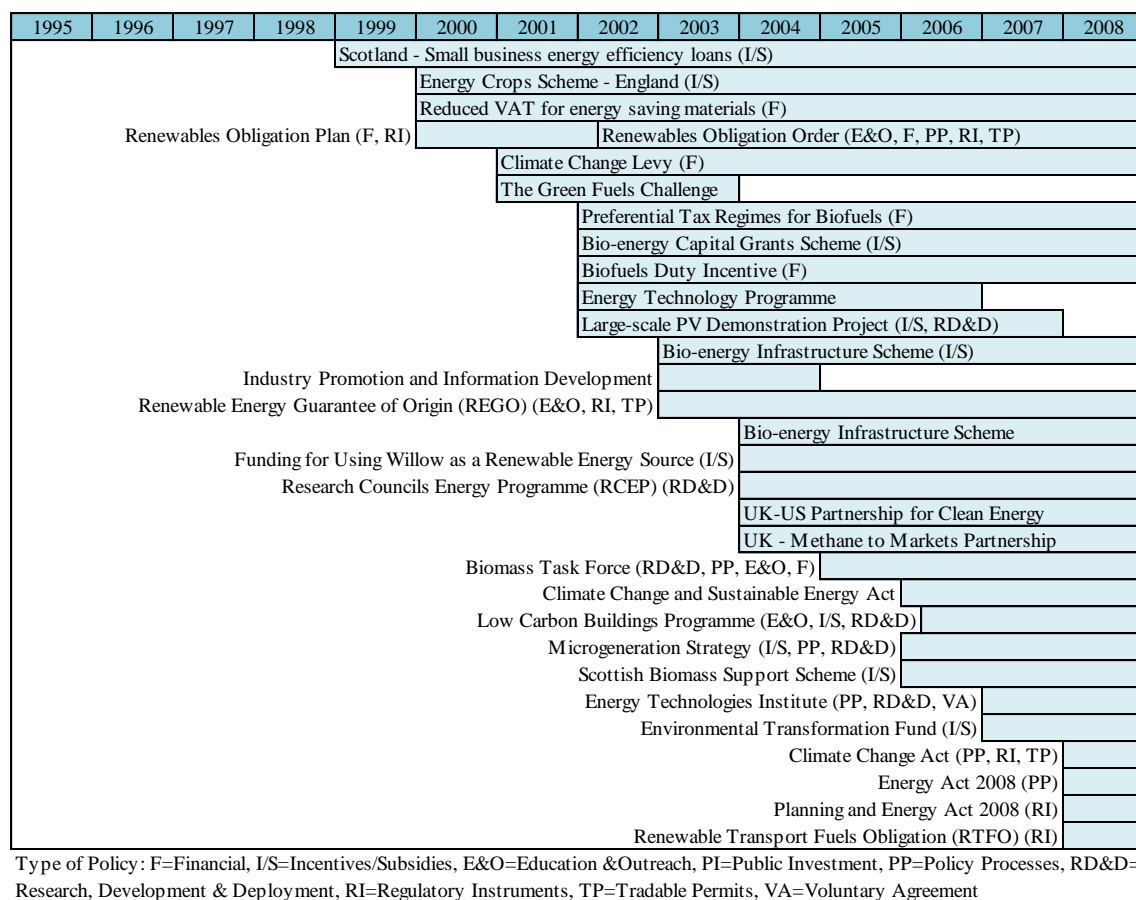 1995 1996 1997 1998 1999 2000 2001 2002 2003 2004 2005 2006 2007 2008
Scotland - Small business energy efficiency loans (I/S)
Energy Crops Scheme - England (I/S)
Reduced VAT for energy saving materials (F)
Renewables Obligation Plan (F, RI) Renewables Obligation Order (E&O, F, PP, RI, TP)
Climate Change Levy (F)
The Green Fuels Challenge
Preferential Tax Regimes for Biofuels (F)
Bio-energy Capital Grants Scheme (I/S)
Biofuels Duty Incentive (F)
Energy Technology Programme
Large-scale PV Demonstration Project (I/S, RD&D)
Bio-energy Infrastructure Scheme (I/S)
Industry Promotion and Information Development
Renewable Energy Guarantee of Origin (REGO) (E&O, RI, TP)
Bio-energy Infrastructure Scheme
Funding for Using Willow as a Renewable Energy Source (I/S)
Research Councils Energy Programme (RCEP) (RD&D)
UK-US Partnership for Clean Energy
UK - Methane to Markets Partnership
Biomass Task Force (RD&D, PP, E&O, F)
Climate Change and Sustainable Energy Act
Low Carbon Buildings Programme (E&O, I/S, RD&D)
Microgeneration Strategy (I/S, PP, RD&D)
Scottish Biomass Support Scheme (I/S)
Energy Technologies Institute (PP, RD&D, VA)
Environmental Transformation Fund (I/S)
Climate Change Act (PP, RI, TP)
Energy Act 2008 (PP)
Planning and Energy Act 2008 (RI)
Renewable Transport Fuels Obligation (RTFO) (RI)
Type of Policy: F=Financial, I/S=Incentives/Subsidies, E&O=Education &Outreach, PI=Public Investment, PP=Policy Processes, RD&D=
Research, Development & Deployment, RI=Regulatory Instruments, TP=Tradable Permits, VA=Voluntary Agreement